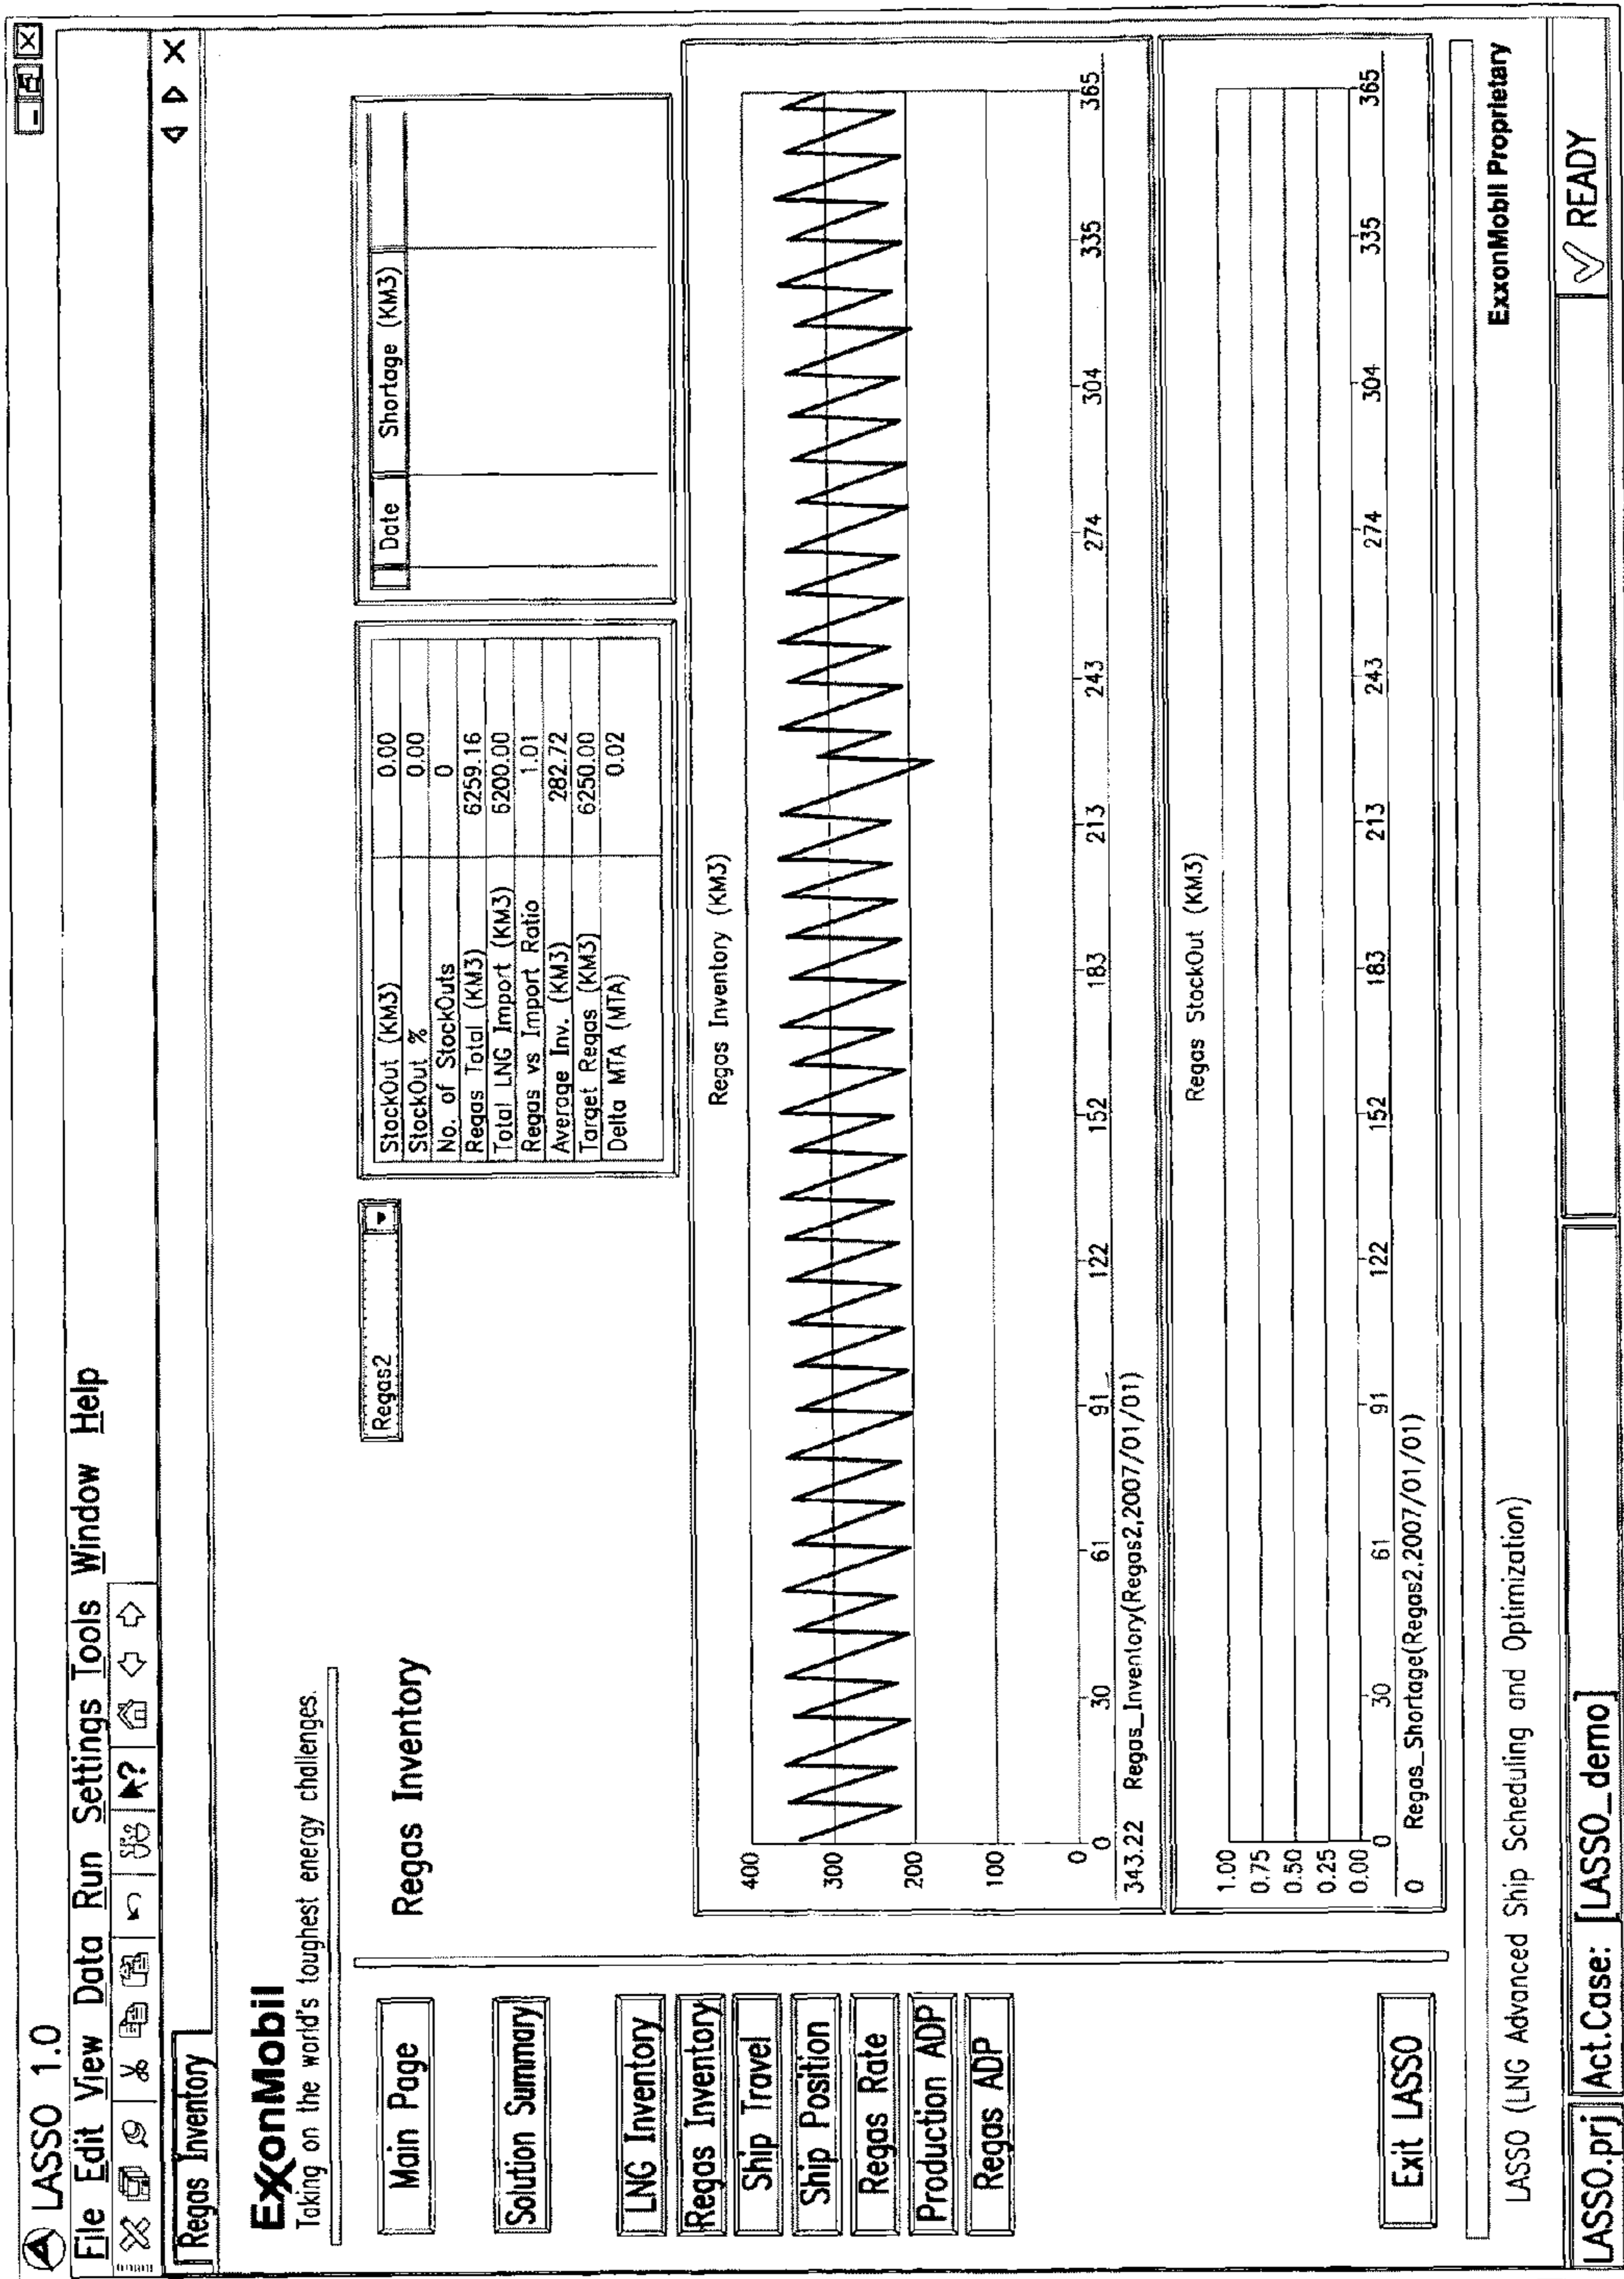 LASSO 1.0
File Edit View Data Run Settings Tools Window Help
Regas Inventory
ExxonMobil
Taking on the world's toughest energy challenges.
Main Page
Solution Summary
LNG Inventory
Regas Inventory
Ship Travel
Ship Position
Regas Rate
Production ADP
Regas ADP
Exit LASSO
Regas Inventory
Regas2
StockOut (KM3) 0.00
StockOut % 0.00
No. of StockOuts 0
Regas Total (KM3) 6259.16
Total LNG Import (KM3) 6200.00
Regas vs Import Ratio 1.01
Average Inv. (KM3) 282.72
Target Regas (KM3) 6250.00
Delta MTA (MTA) 0.02
Date Shortage (KM3)
Regas Inventory (KM3)
400
300
200
100
0
0 30 61 91 122 152 183 213 243 274 304 335 365
343.22 Regas_Inventory(Regas2,2007/01/01)
Regas StockOut (KM3)
1.00
0.75
0.50
0.25
0.00
0 30 61 91 122 152 183 213 243 274 304 335 365
0 Regas_Shortage(Regas2,2007/01/01)
LASSO (LNG Advanced Ship Scheduling and Optimization)
ExxonMobil Proprietary
LASSO.prj Act.Case: [LASSO_demo] READY